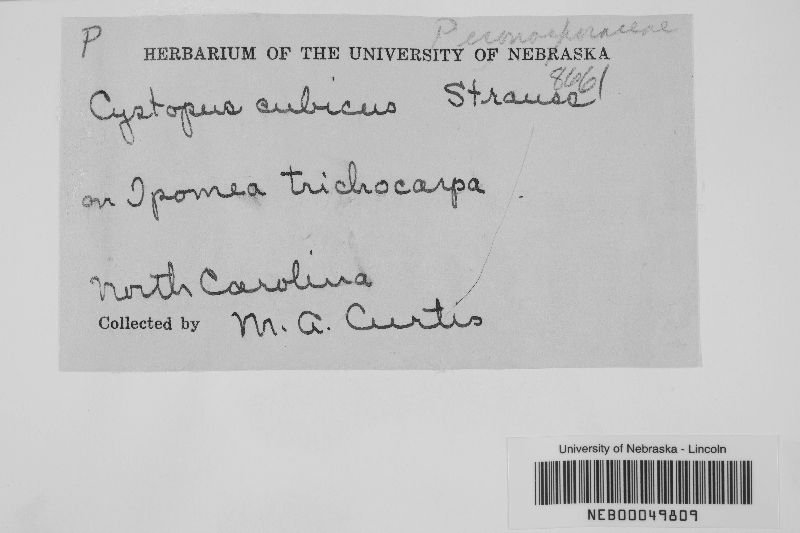 P Peronosporaceae
HERBARIUM OF THE UNIVERSITY OF NEBRASKA
8661
Cystopus cubicus Strauss
on Ipomea trichocarpa
North Carolina
Collected by M. A. Curtis
University of Nebraska - Lincoln
NEB00049809